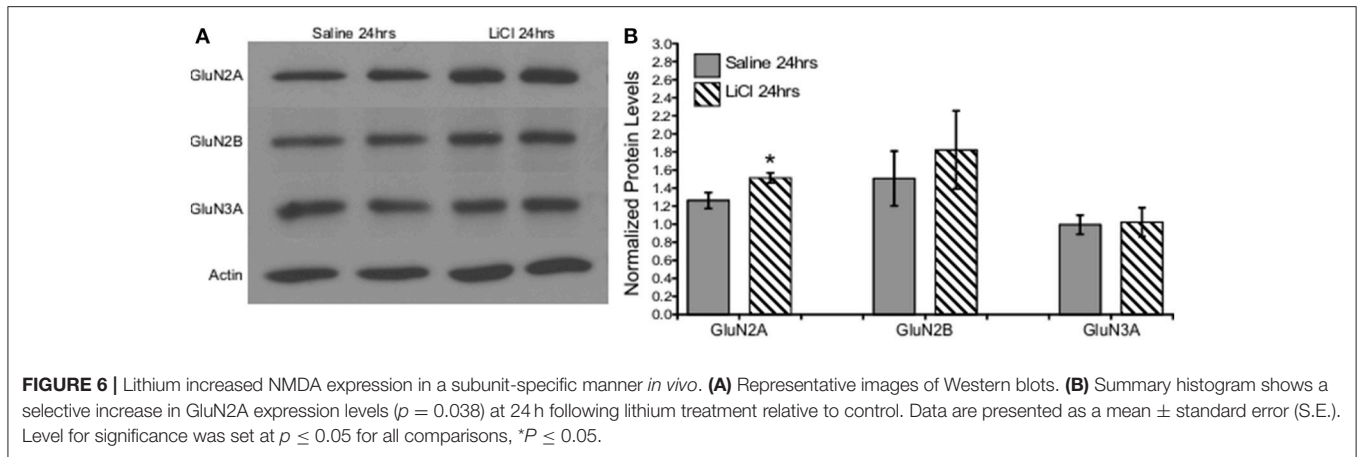 A
Saline 24hrs LiCl 24hrs
GluN2A
GluN2B
GluN3A
Actin
B
Normalized Protein Levels
3.0
2.8
2.6
2.4
2.2
2.0
1.8
1.6
1.4
1.2
1.0
0.8
0.6
0.4
0.2
0.0
Saline 24hrs
LiCl 24hrs
*
GluN2A GluN2B GluN3A
FIGURE 6 | Lithium increased NMDA expression in a subunit-specific manner in vivo. (A) Representative images of Western blots. (B) Summary histogram shows a
selective increase in GluN2A expression levels (p = 0.038) at 24 h following lithium treatment relative to control. Data are presented as a mean ± standard error (S.E.).
Level for significance was set at p ≤ 0.05 for all comparisons, *P ≤ 0.05.